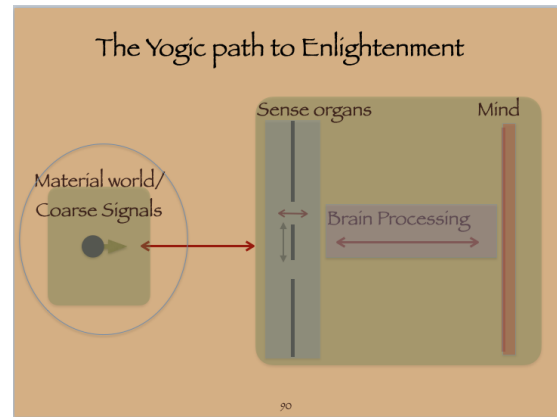 The Yogic path to Enlightenment
Sense organs
Mind
Material world/
Coarse Signals
Brain Processing
90